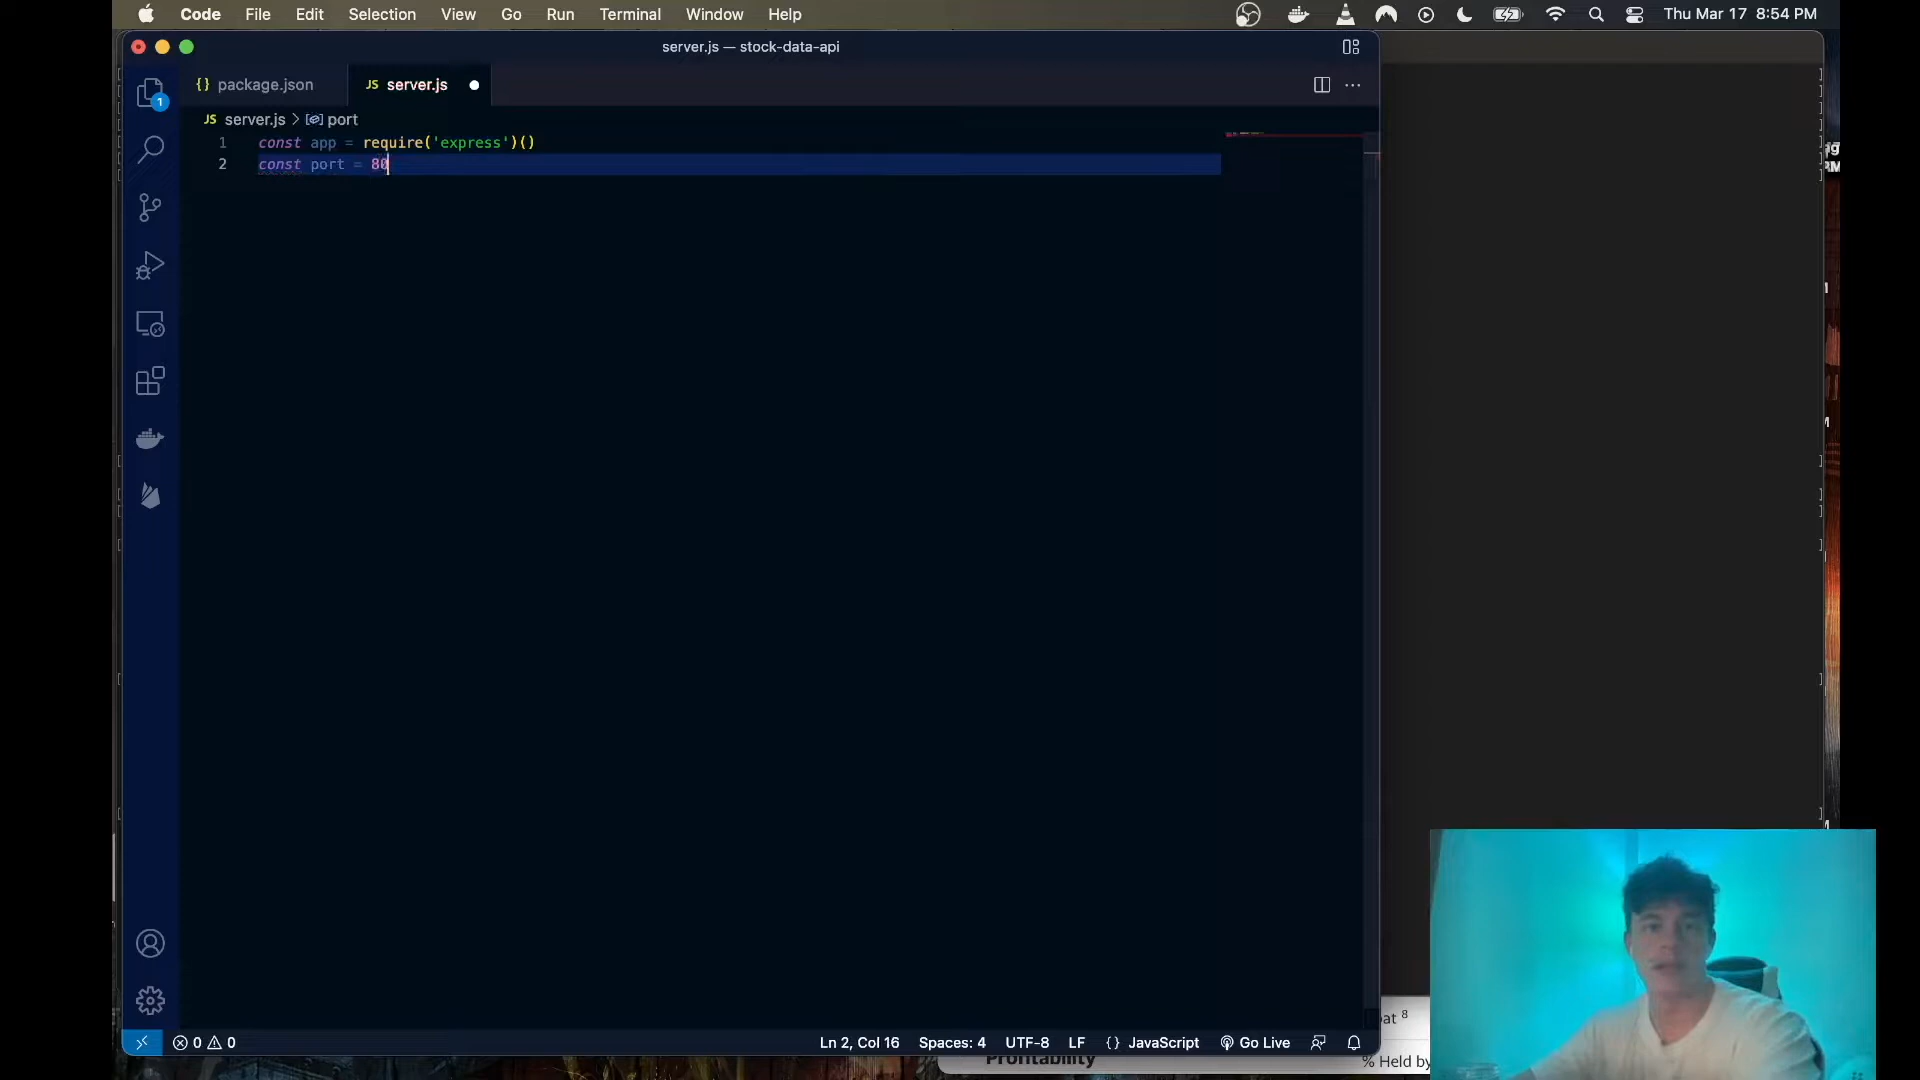 Code File Edit Selection View Go Run Terminal Window Help Thu Mar 17 8:54 PM
server.js — stock-data-api
1
{} package.json JS server.js
JS server.js > port
1 const app = require('express')()
2 const port = 80
0 0 Ln 2, Col 16 Spaces: 4 UTF-8 LF {} JavaScript Go Live
Profitability
% Held by